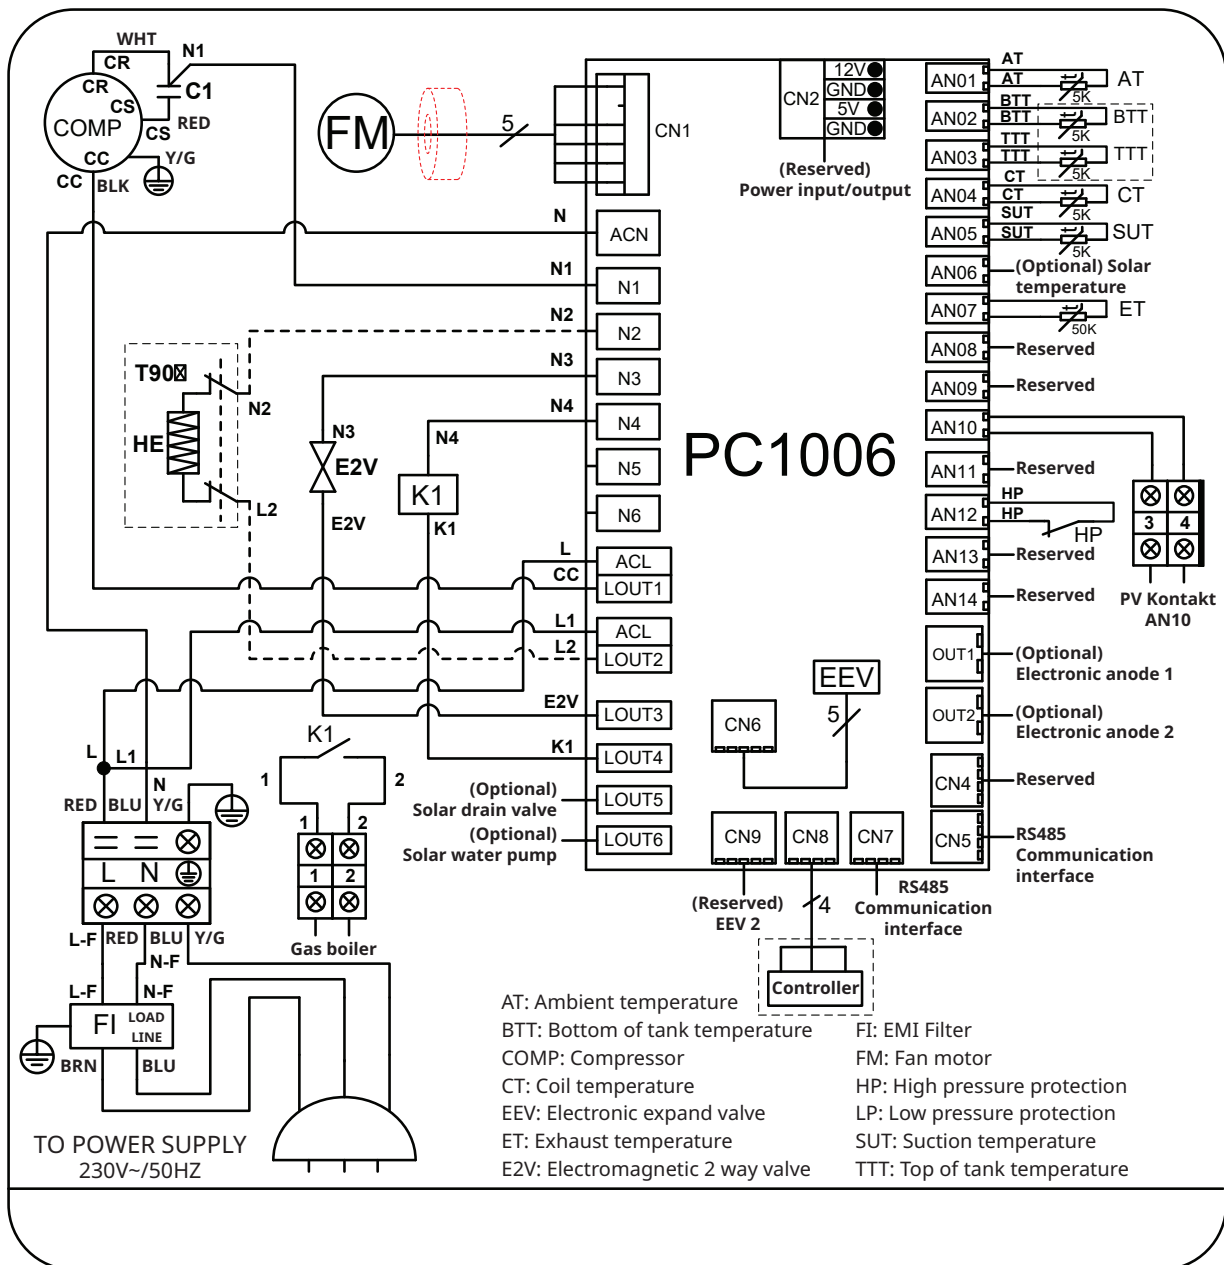 WHT
N1
CR
CR
C1
CS
COMP
CS
RED
CC
Y/G
CC
BLK
FM
5
CN1
CN2
12V
GND
5V
GND
(Reserved)
Power input/output
AN01
AT
AT
5K
AT
AN02
BTT
BTT
5K
BTT
AN03
TTT
TTT
5K
TTT
AN04
CT
CT
5K
CT
AN05
SUT
SUT
5K
SUT
AN06
(Optional) Solar
temperature
AN07
50K
ET
AN08
Reserved
AN09
Reserved
AN10
AN11
Reserved
AN12
HP
HP
HP
AN13
Reserved
AN14
Reserved
3
4
PV Kontakt
AN10
OUT1
(Optional)
Electronic anode 1
OUT2
(Optional)
Electronic anode 2
CN4
Reserved
CN5
RS485
Communication
interface
PC1006
N
ACN
N1
N1
N2
N2
N3
N3
N4
N4
N5
N6
L
ACL
CC
LOUT1
L1
ACL
L2
LOUT2
E2V
LOUT3
K1
LOUT4
(Optional)
Solar drain valve
LOUT5
(Optional)
Solar water pump
LOUT6
T90
N2
HE
L2
N3
E2V
E2V
N4
K1
K1
EEV
5
CN6
CN9
CN8
CN7
(Reserved)
EEV 2
4
RS485
Communication
interface
Controller
K1
1
2
1
2
1
2
Gas boiler
L
L1
N
RED
BLU
Y/G
L
N
L-F
RED
BLU
Y/G
N-F
L-F
N-F
FI
LOAD
LINE
BRN
BLU
TO POWER SUPPLY
230V~/50HZ
AT: Ambient temperature
BTT: Bottom of tank temperature
COMP: Compressor
CT: Coil temperature
EEV: Electronic expand valve
ET: Exhaust temperature
E2V: Electromagnetic 2 way valve
FI: EMI Filter
FM: Fan motor
HP: High pressure protection
LP: Low pressure protection
SUT: Suction temperature
TTT: Top of tank temperature